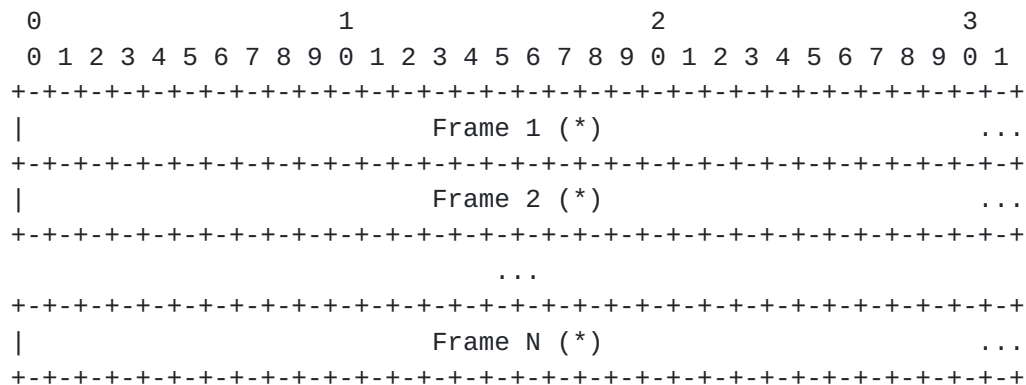 0                   1                   2                   3
 0 1 2 3 4 5 6 7 8 9 0 1 2 3 4 5 6 7 8 9 0 1 2 3 4 5 6 7 8 9 0 1
+-+-+-+-+-+-+-+-+-+-+-+-+-+-+-+-+-+-+-+-+-+-+-+-+-+-+-+-+-+-+-+-+
|                          Frame 1 (*)                        ...
+-+-+-+-+-+-+-+-+-+-+-+-+-+-+-+-+-+-+-+-+-+-+-+-+-+-+-+-+-+-+-+-+
|                          Frame 2 (*)                        ...
+-+-+-+-+-+-+-+-+-+-+-+-+-+-+-+-+-+-+-+-+-+-+-+-+-+-+-+-+-+-+-+-+
                               ...
+-+-+-+-+-+-+-+-+-+-+-+-+-+-+-+-+-+-+-+-+-+-+-+-+-+-+-+-+-+-+-+-+
|                          Frame N (*)                        ...
+-+-+-+-+-+-+-+-+-+-+-+-+-+-+-+-+-+-+-+-+-+-+-+-+-+-+-+-+-+-+-+-+